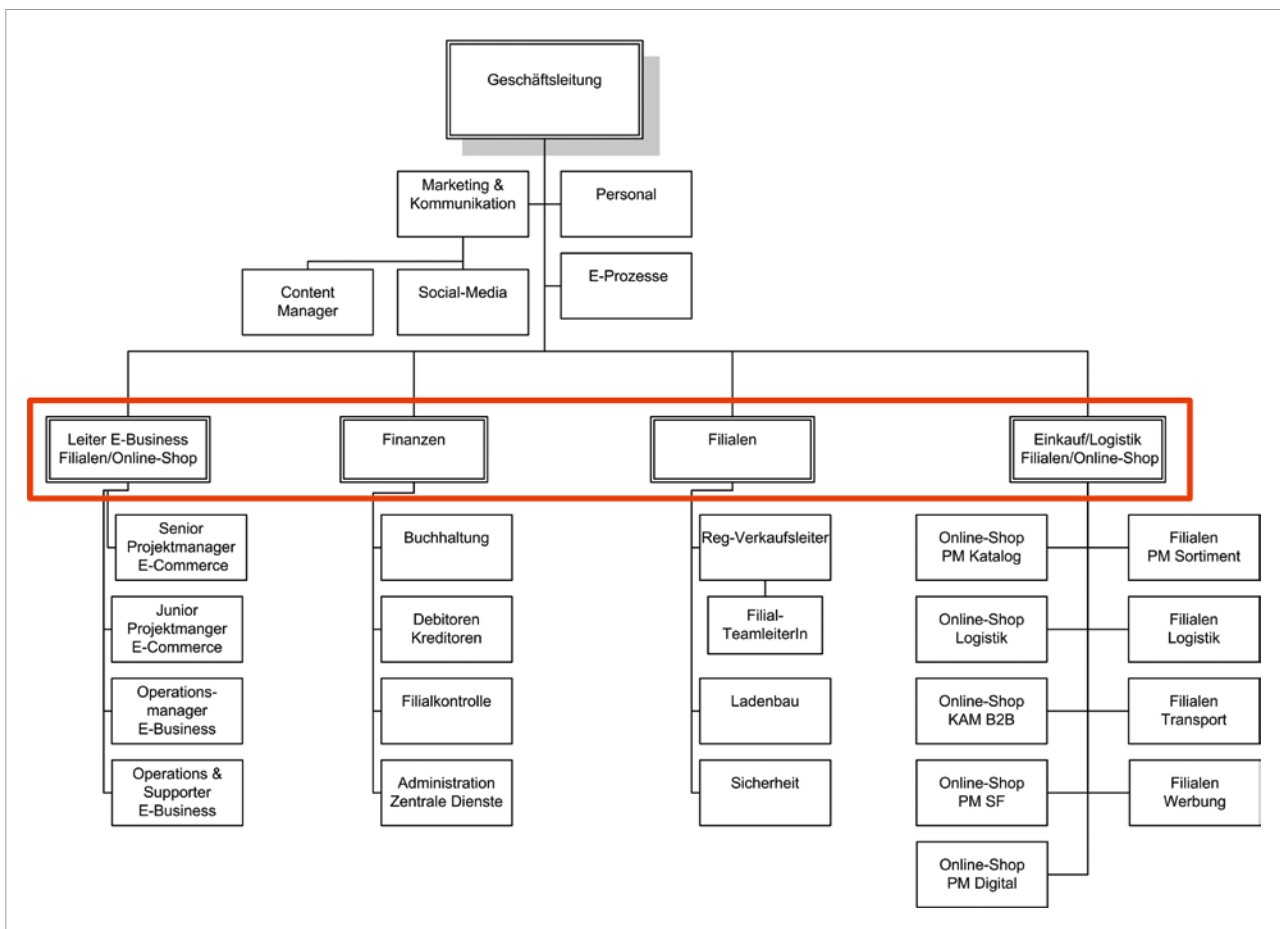 Geschäftsleitung
Marketing &
Kommunikation
Personal
Content
Manager
Social-Media
E-Prozesse
Leiter E-Business
Filialen/Online-Shop
Finanzen
Filialen
Einkauf/Logistik
Filialen/Online-Shop
Senior
Projektmanager
E-Commerce
Junior
Projektmanger
E-Commerce
Operations-
manager
E-Business
Operations &
Supporter
E-Business
Buchhaltung
Debitoren
Kreditoren
Filialkontrolle
Administration
Zentrale Dienste
Reg-Verkaufsleiter
Filial-
TeamleiterIn
Ladenbau
Sicherheit
Online-Shop
PM Katalog
Online-Shop
Logistik
Online-Shop
KAM B2B
Online-Shop
PM SF
Online-Shop
PM Digital
Filialen
PM Sortiment
Filialen
Logistik
Filialen
Transport
Filialen
Werbung